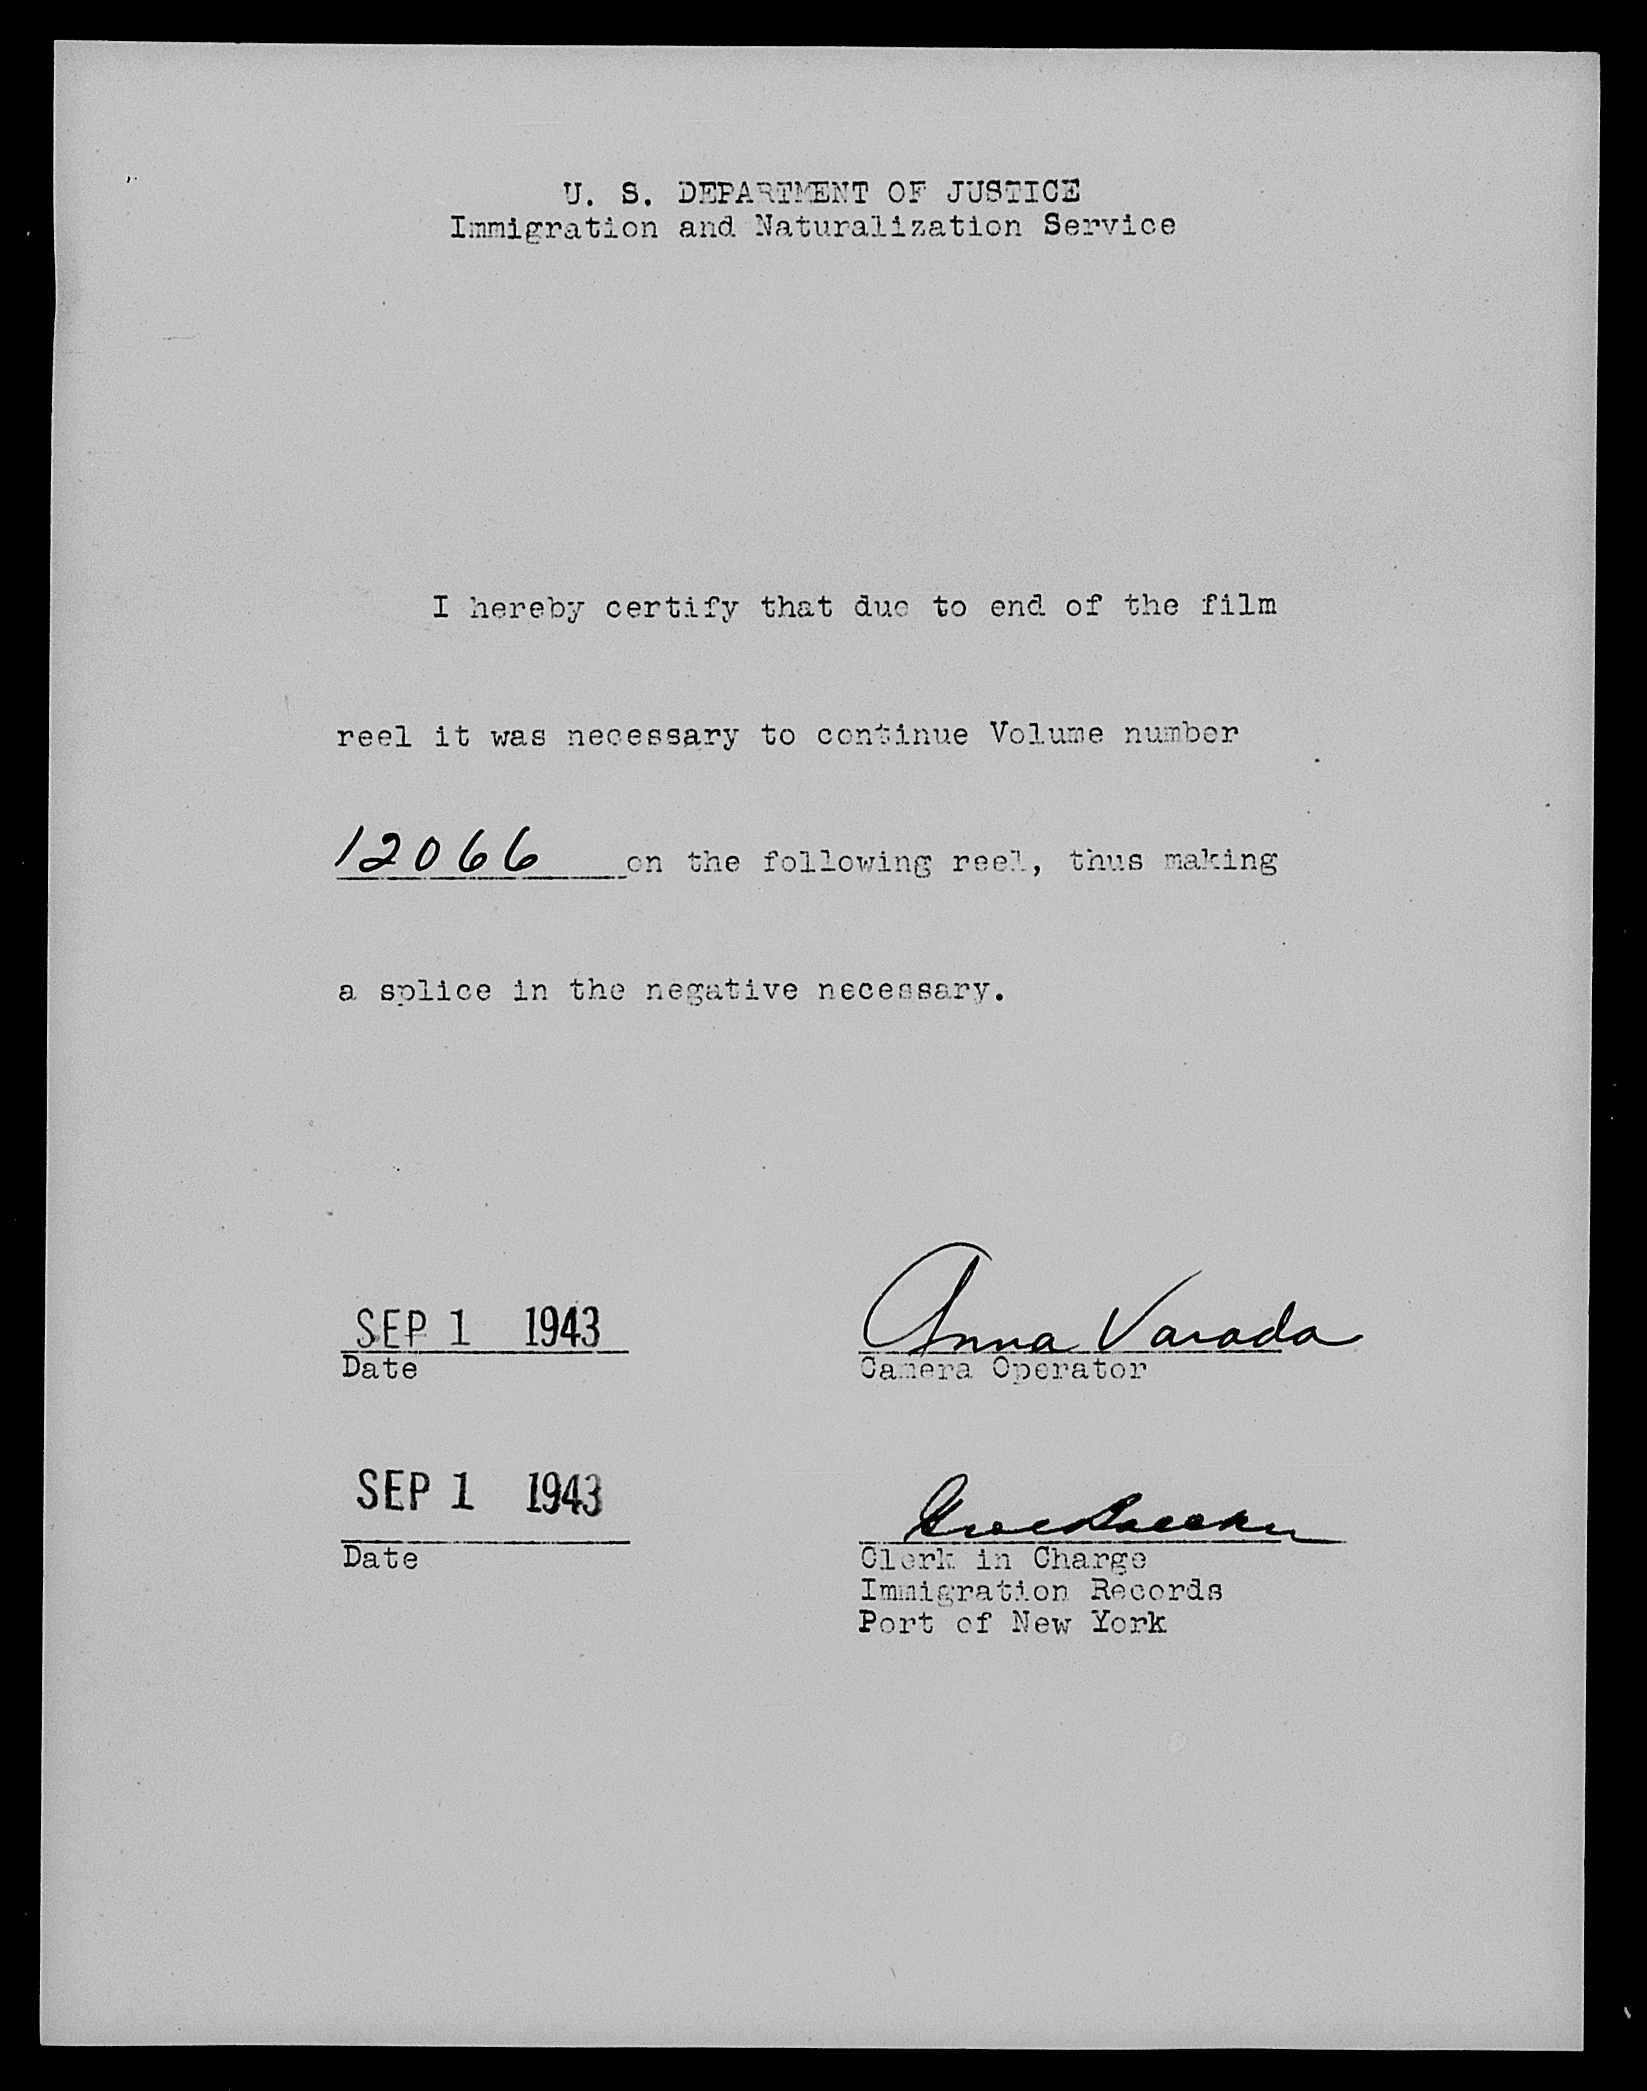 U. S. DEPARTMENT OF JUSTICE
Immigration and Naturalization Service
I hereby certify that due to end of the film
reel it was necessary to continue Volume number
12066 on the following reel, thus making
a splice in the negative necessary.
SEP 1 1943
Date
Anna Varada
Camera Operator
SEP 1 1943
Date
Clerk in Charge
Immigration Records
Port of New York